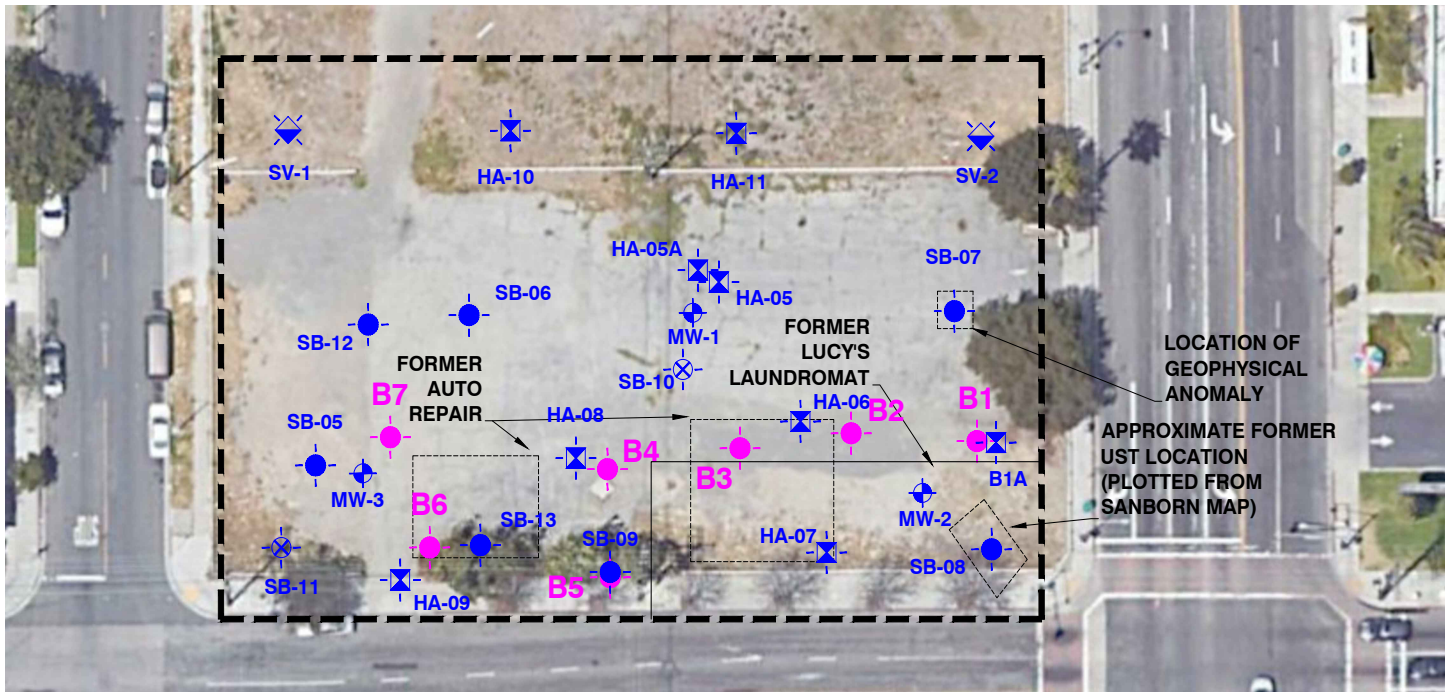 SV-1
HA-10
HA-11
SV-2
HA-05A
SB-07
HA-05
SB-06
MW-1
SB-12
FORMER
LUCY'S
LAUNDROMAT
LOCATION OF
GEOPHYSICAL
ANOMALY
FORMER
AUTO
REPAIR
SB-10
B7
HA-08
HA-06
B2
B1
SB-05
B4
B3
APPROXIMATE FORMER
UST LOCATION
(PLOTTED FROM
SANBORN MAP)
B1A
MW-3
B6
MW-2
SB-13
SB-09
HA-07
SB-08
SB-11
HA-09
B5